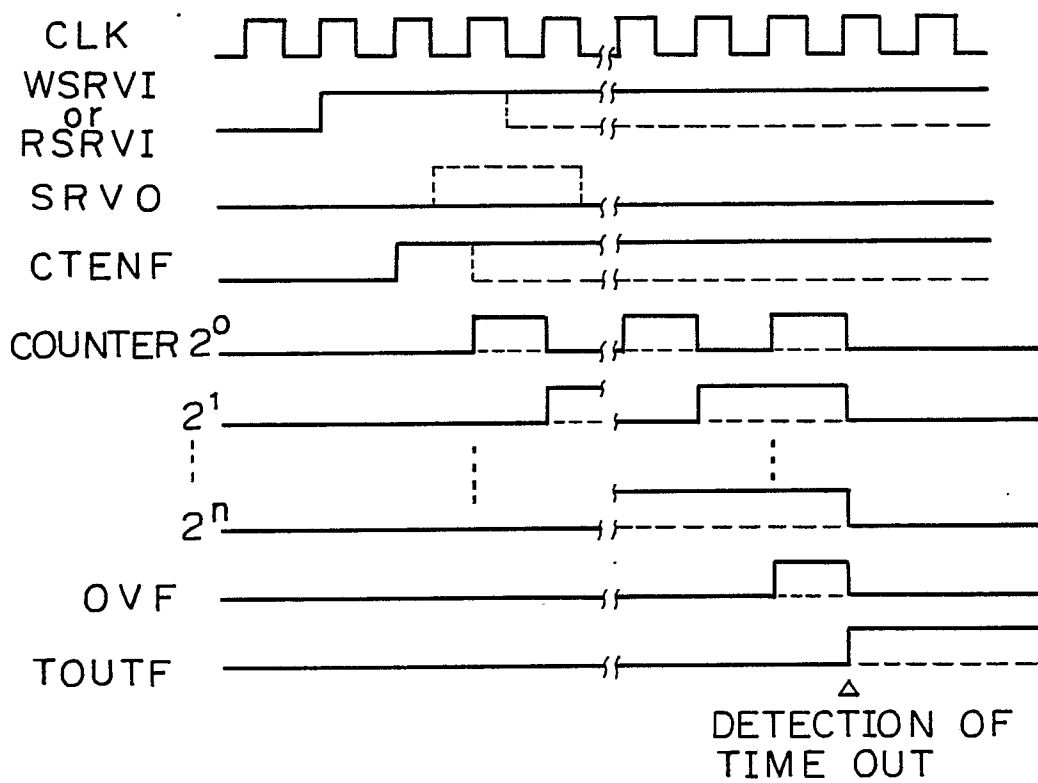 CLK
WSRVI
or
RSRVI
SRVO
CTENF
COUNTER 2⁰
2¹
2ⁿ
OVF
TOUTF
DETECTION OF
TIME OUT